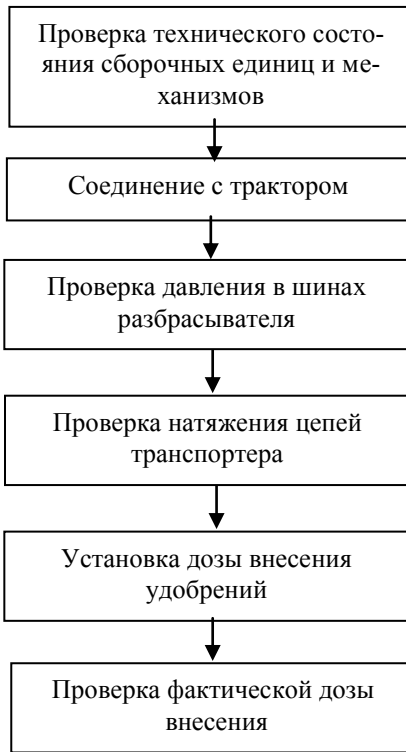 Проверка технического состо-
яния сборочных единиц и ме-
ханизмов
Соединение с трактором
Проверка давления в шинах
разбрасывателя
Проверка натяжения цепей
транспортера
Установка дозы внесения
удобрений
Проверка фактической дозы
внесения